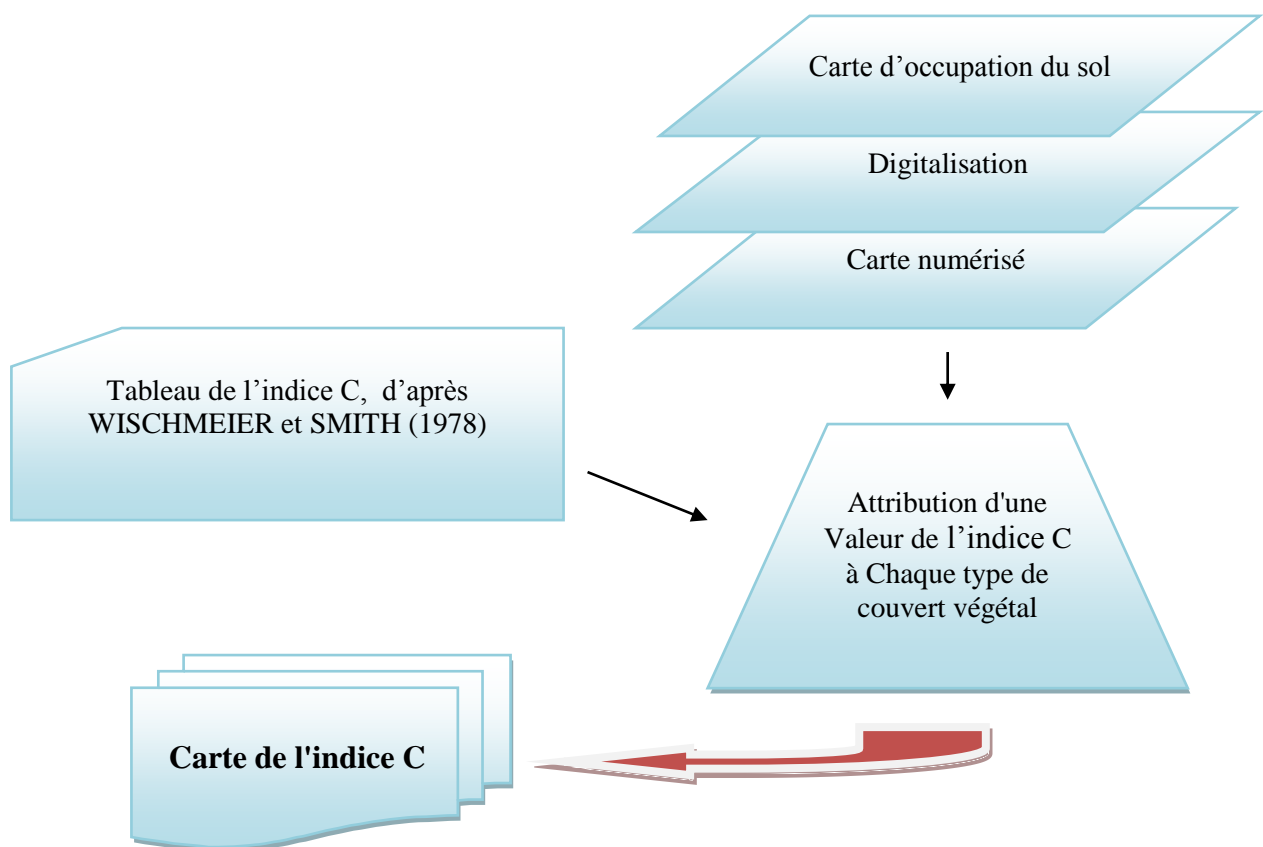 Carte d’occupation du sol
Digitalisation
Carte numérisé
Tableau de l’indice C, d’après
WISCHMEIER et SMITH (1978)
Attribution d'une
Valeur de l’indice C
à Chaque type de
couvert végétal
Carte de l'indice C